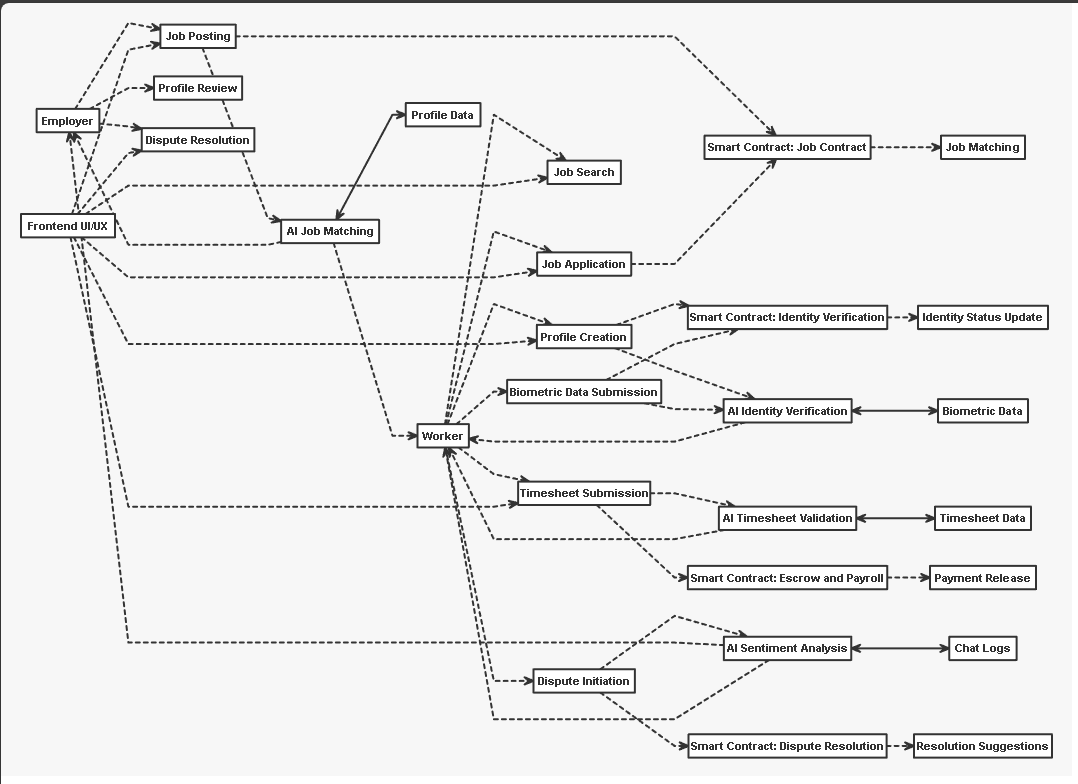 Job Posting
Profile Review
Employer
Profile Data
Dispute Resolution
Smart Contract: Job Contract
Job Matching
Job Search
Frontend UI/UX
AI Job Matching
Job Application
Smart Contract: Identity Verification
Identity Status Update
Profile Creation
Biometric Data Submission
AI Identity Verification
Biometric Data
Worker
Timesheet Submission
AI Timesheet Validation
Timesheet Data
Smart Contract: Escrow and Payroll
Payment Release
AI Sentiment Analysis
Chat Logs
Dispute Initiation
Smart Contract: Dispute Resolution
Resolution Suggestions